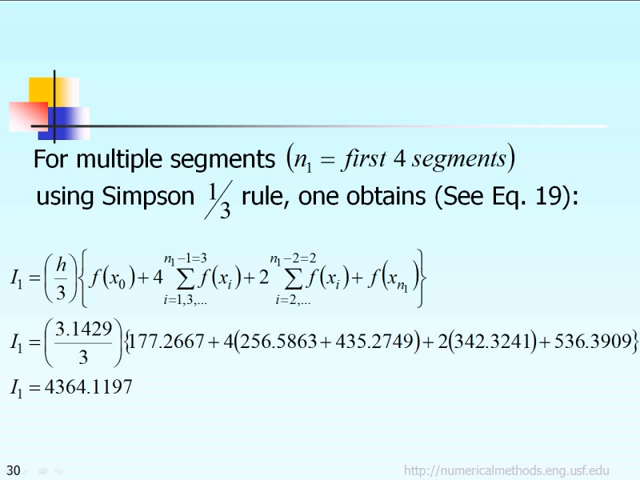 For multiple segments (n₁ = first 4 segments)
using Simpson 1/3 rule, one obtains (See Eq. 19):
I₁ = (h/3){f(x₀) + 4 ∑_{i=1,3,...}^{n₁−1=3} f(xᵢ) + 2 ∑_{i=2,...}^{n₁−2=2} f(xᵢ) + f(x_{n₁})}
I₁ = (3.1429/3){177.2667 + 4(256.5863 + 435.2749) + 2(342.3241) + 536.3909}
I₁ = 4364.1197
30 http://numericalmethods.eng.usf.edu